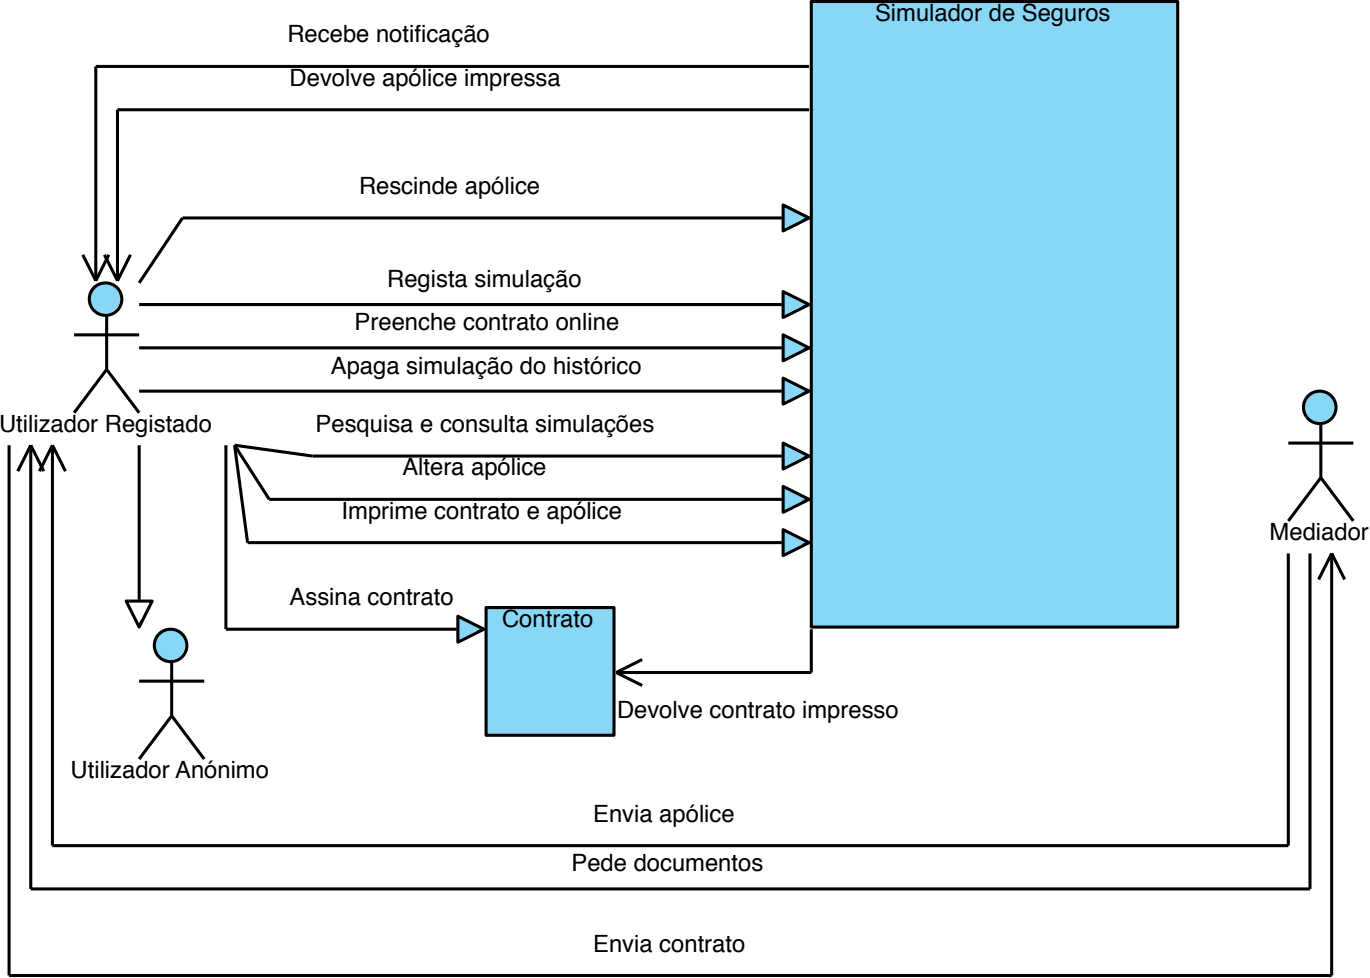 Simulador de Seguros
Recebe notificação
Devolve apólice impressa
Rescinde apólice
Regista simulação
Preenche contrato online
Apaga simulação do histórico
Utilizador Registado
Pesquisa e consulta simulações
Altera apólice
Imprime contrato e apólice
Mediador
Assina contrato
Contrato
Devolve contrato impresso
Utilizador Anónimo
Envia apólice
Pede documentos
Envia contrato